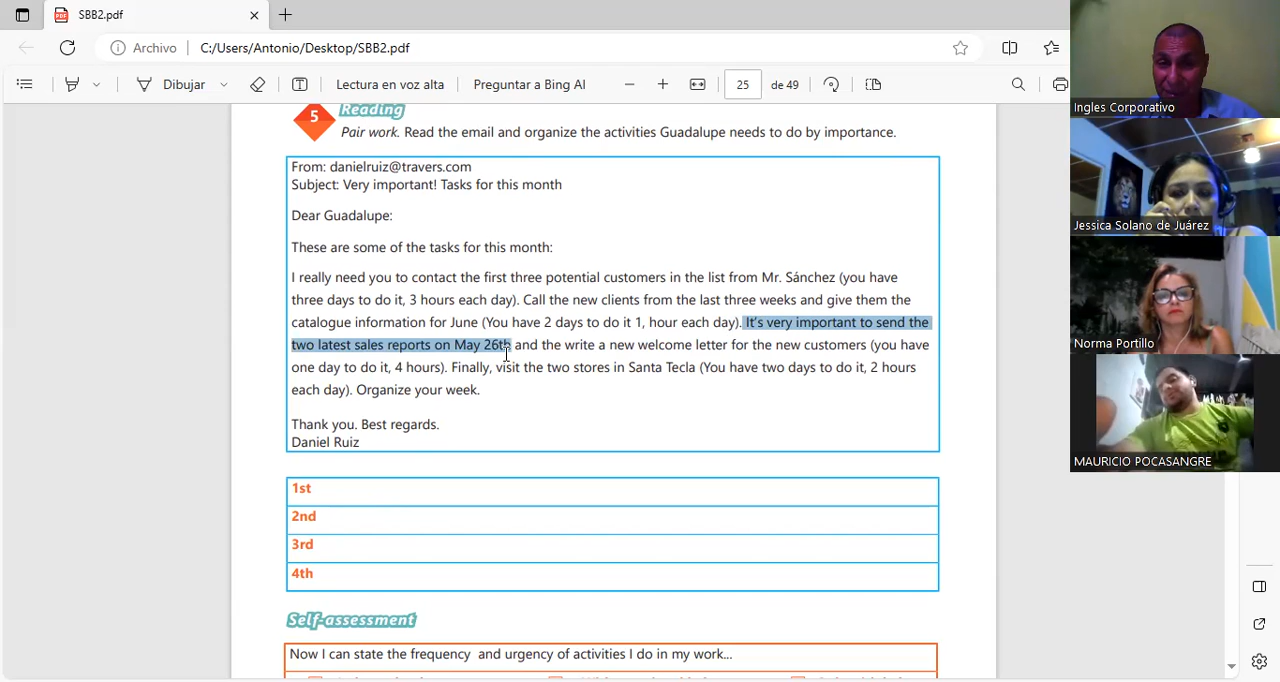 SBB2.pdf
Archivo
C:/Users/Antonio/Desktop/SBB2.pdf
Dibujar
Lectura en voz alta
Preguntar a Bing AI
25
de 49
5
Reading
Pair work. Read the email and organize the activities Guadalupe needs to do by importance.
From: danielruiz@travers.com
Subject: Very important! Tasks for this month
Dear Guadalupe:
These are some of the tasks for this month:
I really need you to contact the first three potential customers in the list from Mr. Sánchez (you have
three days to do it, 3 hours each day). Call the new clients from the last three weeks and give them the
catalogue information for June (You have 2 days to do it 1, hour each day). It's very important to send the
two latest sales reports on May 26th and the write a new welcome letter for the new customers (you have
one day to do it, 4 hours). Finally, visit the two stores in Santa Tecla (You have two days to do it, 2 hours
each day). Organize your week.
Thank you. Best regards.
Daniel Ruiz
1st
2nd
3rd
4th
Self-assessment
Now I can state the frequency and urgency of activities I do in my work...
Ingles Corporativo
Jessica Solano de Juárez
Norma Portillo
MAURICIO POCASANGRE